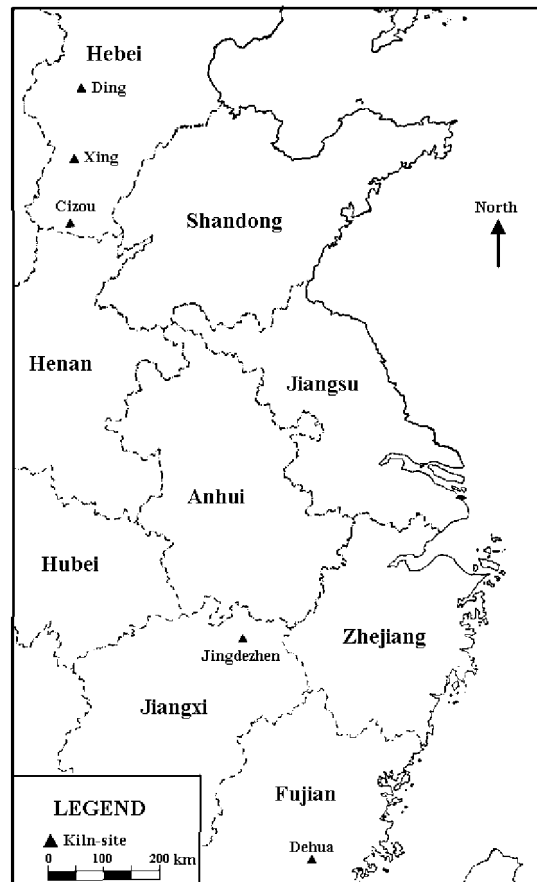 Hebei
Ding
Xing
Cizou
Shandong
North
Henan
Jiangsu
Anhui
Hubei
Zhejiang
Jingdezhen
Jiangxi
Fujian
Dehua
LEGEND
Kiln-site
0 100 200 km